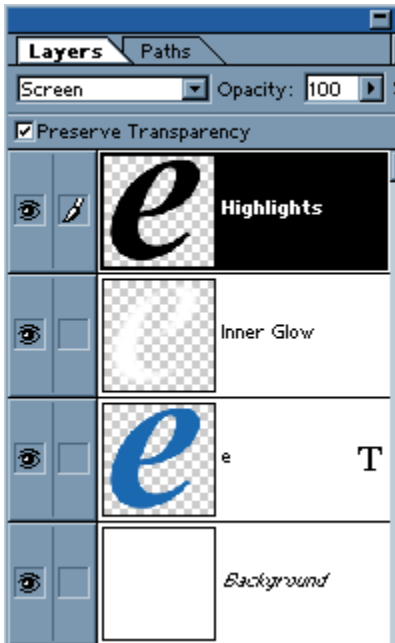 Layers Paths
Screen Opacity: 100
Preserve Transparency
e Highlights
e Inner Glow
e e T
Background